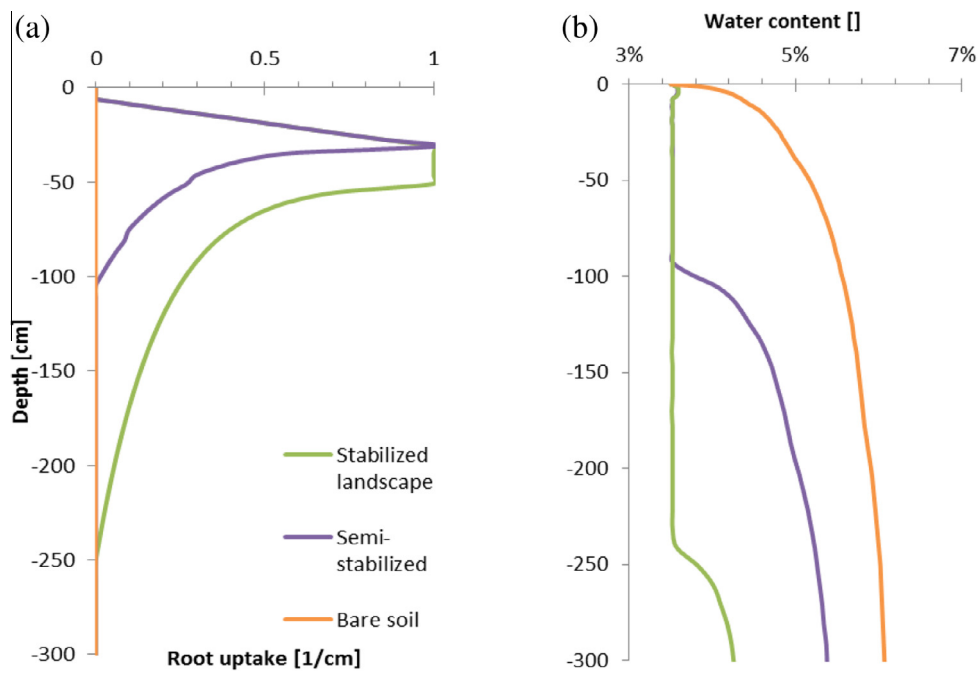 (a)
0 0.5 1
0
-50
-100
-150
-200
-250
-300
Depth [cm]
Stabilized
landscape
Semi-
stabilized
Bare soil
Root uptake [1/cm]
(b)
Water content []
3% 5% 7%
0
-50
-100
-150
-200
-250
-300